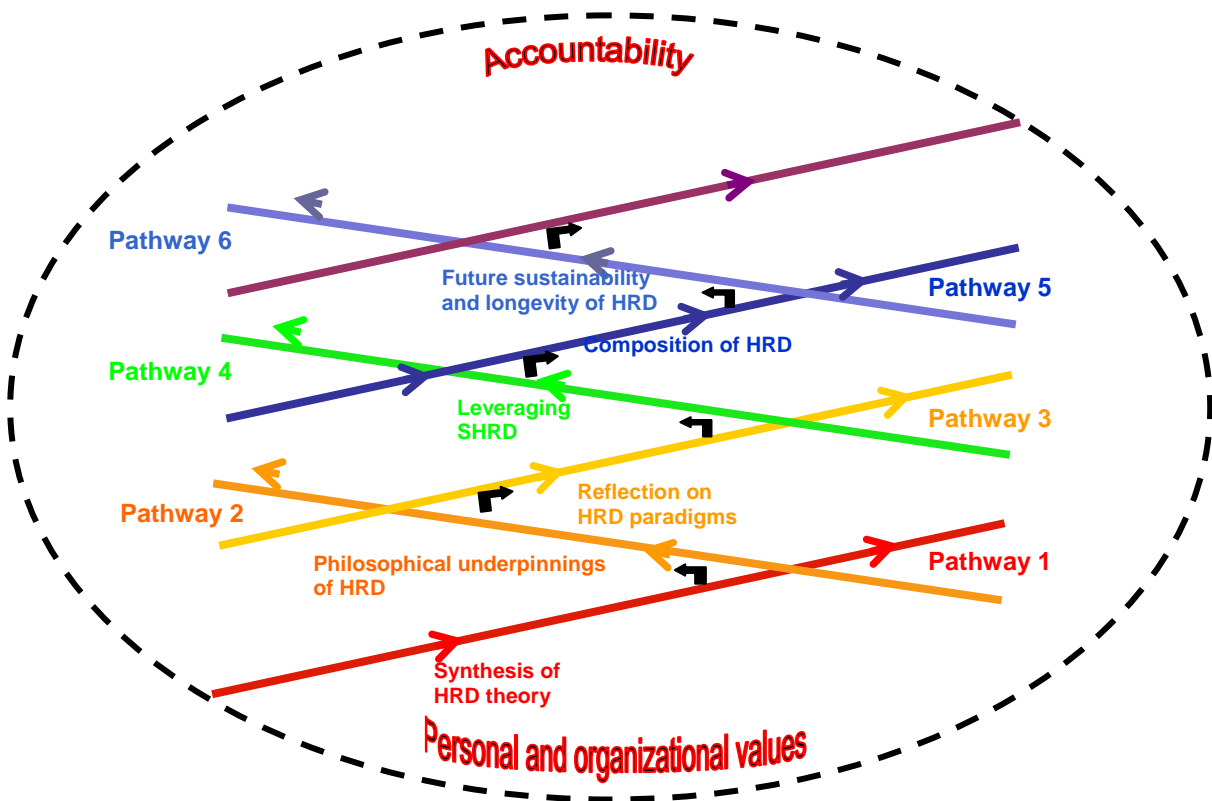 Accountability
Pathway 6
Future sustainability
and longevity of HRD
Pathway 5
Composition of HRD
Pathway 4
Leveraging
SHRD
Pathway 3
Reflection on
HRD paradigms
Pathway 2
Philosophical underpinnings
of HRD
Pathway 1
Synthesis of
HRD theory
Personal and organizational values